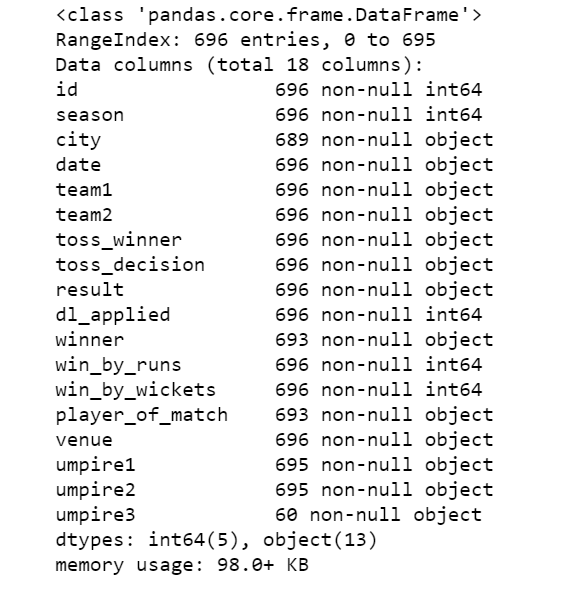 <class 'pandas.core.frame.DataFrame'>
RangeIndex: 696 entries, 0 to 695
Data columns (total 18 columns):
id                 696 non-null int64
season             696 non-null int64
city               689 non-null object
date               696 non-null object
team1              696 non-null object
team2              696 non-null object
toss_winner        696 non-null object
toss_decision      696 non-null object
result             696 non-null object
dl_applied         696 non-null int64
winner             693 non-null object
win_by_runs        696 non-null int64
win_by_wickets     696 non-null int64
player_of_match    693 non-null object
venue              696 non-null object
umpire1            695 non-null object
umpire2            695 non-null object
umpire3            60 non-null object
dtypes: int64(5), object(13)
memory usage: 98.0+ KB